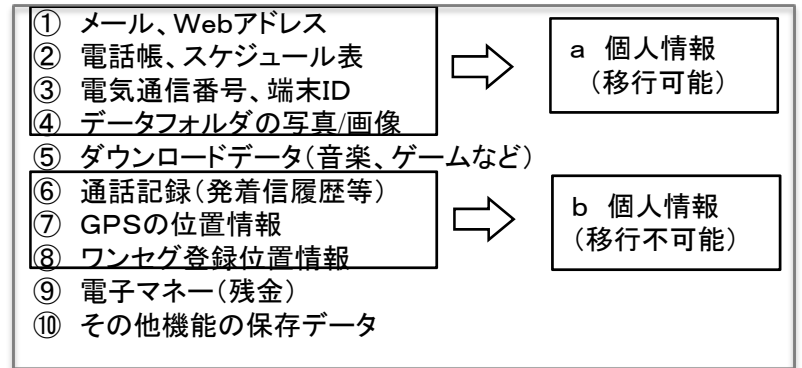 ① メール、Webアドレス
② 電話帳、スケジュール表
③ 電気通信番号、端末ID
④ データフォルダの写真/画像
⑤ ダウンロードデータ(音楽、ゲームなど)
⑥ 通話記録(発着信履歴等)
⑦ GPSの位置情報
⑧ ワンセグ登録位置情報
⑨ 電子マネー(残金)
⑩ その他機能の保存データ
a 個人情報
(移行可能)
b 個人情報
(移行不可能)